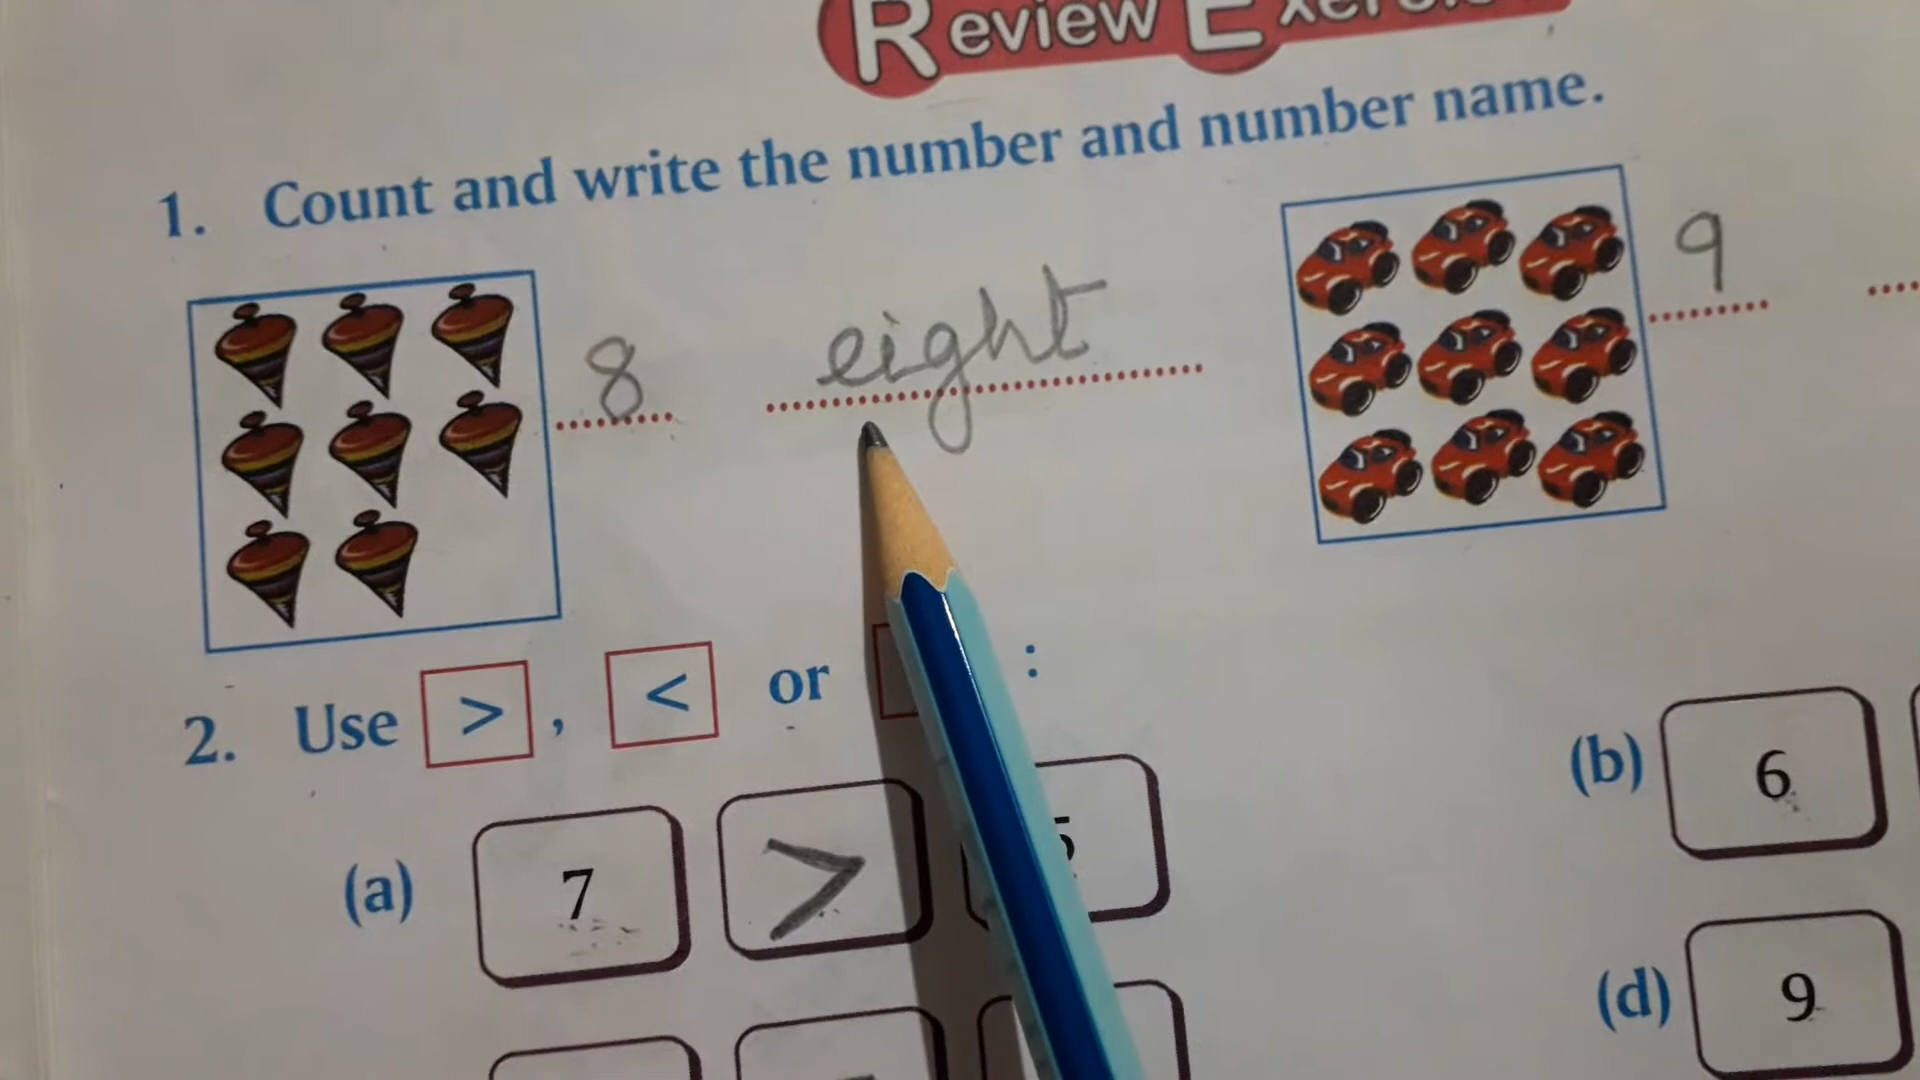 Review
1. Count and write the number and number name.
8 eight 9
2. Use > , < or :
(a) 7 > 5
(b) 6
(d) 9